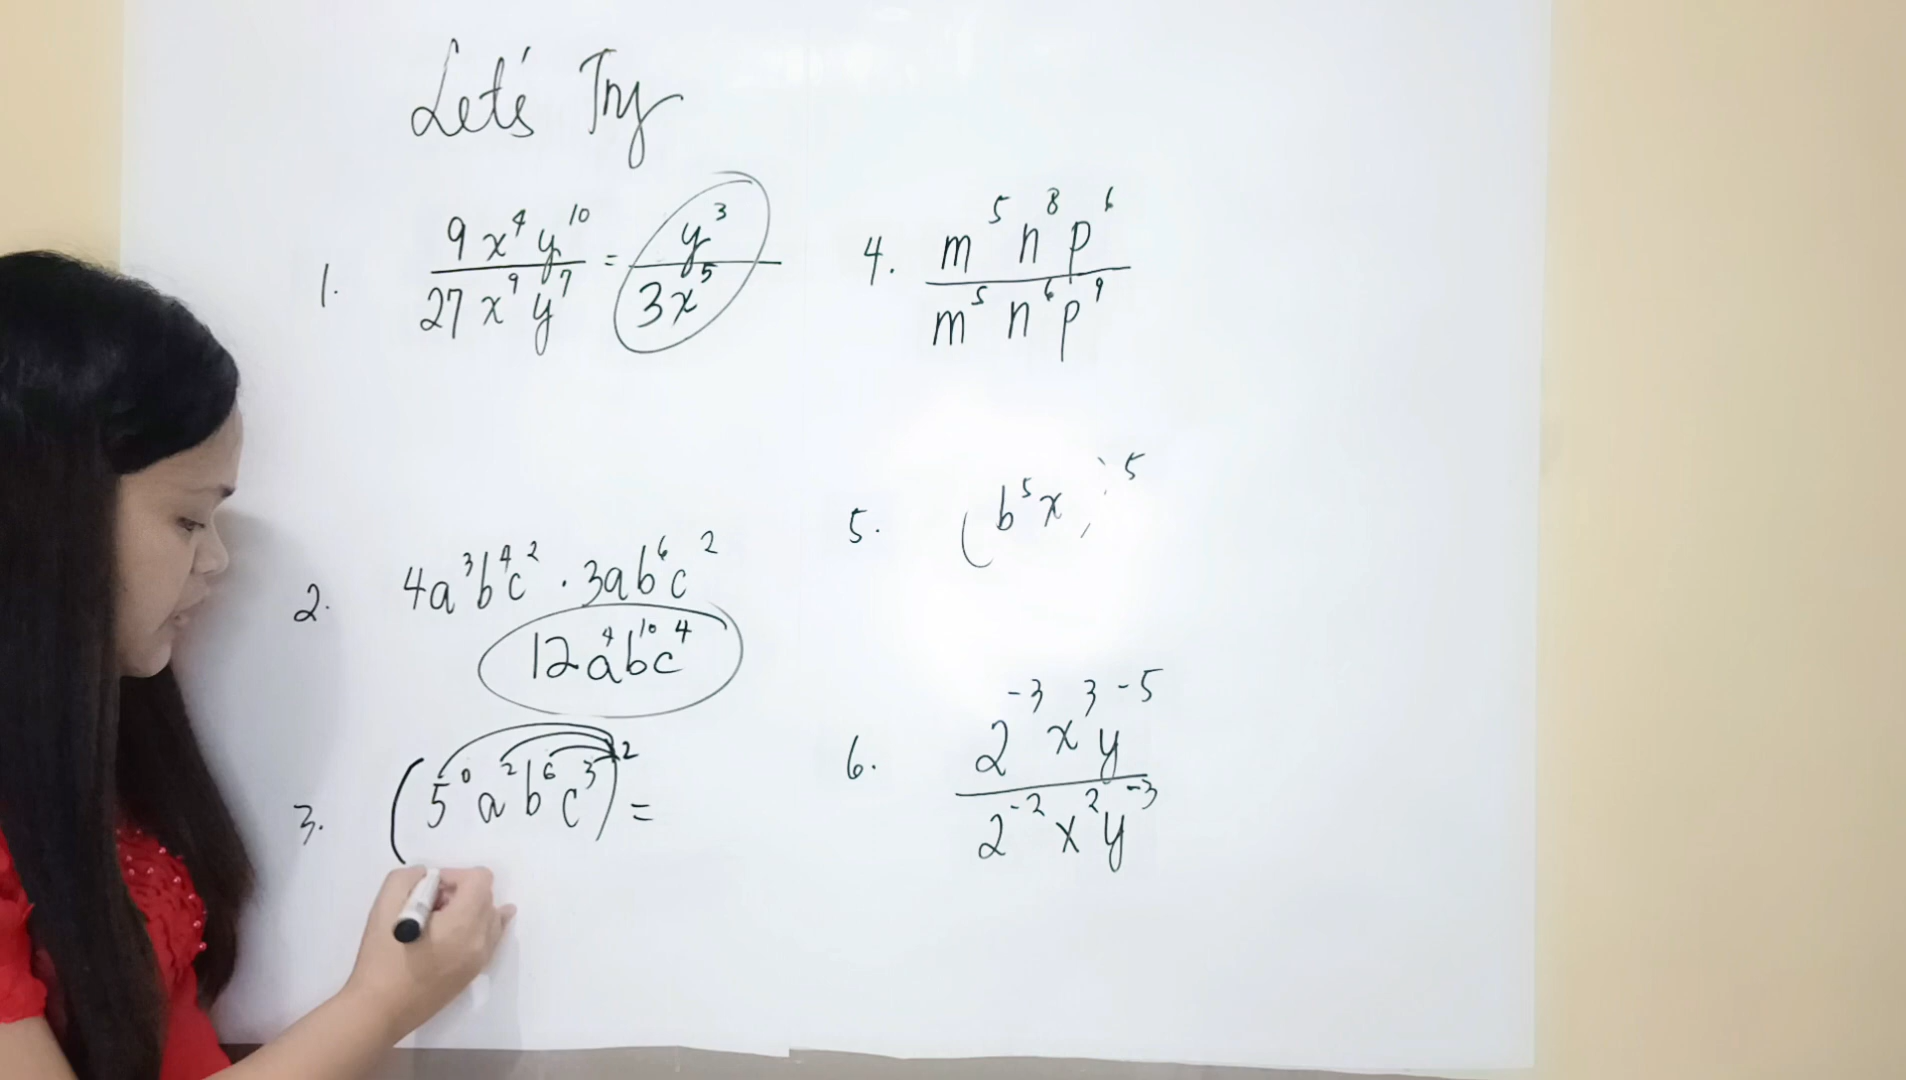 Let's Try
1. 9x⁴y¹⁰ / 27x⁹y⁷ = y³ / 3x⁵
2. 4a³b⁴c² · 3ab⁶c²
12a⁴b¹⁰c⁴
3. (5⁰a²b⁶c³)² =
4. m⁵n⁸p⁶ / m⁵n⁶p⁹
5. (b⁵x)⁵
6. 2⁻³x³y⁻⁵ / 2⁻²x²y⁻³